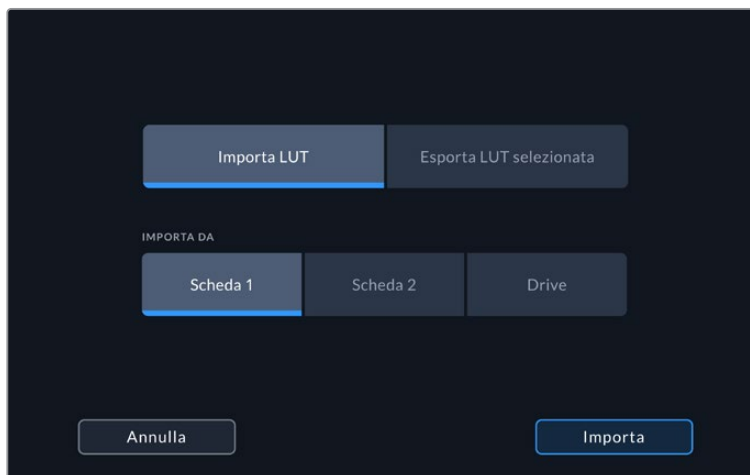 Importa LUT
Esporta LUT selezionata
IMPORTA DA
Scheda 1
Scheda 2
Drive
Annulla
Importa